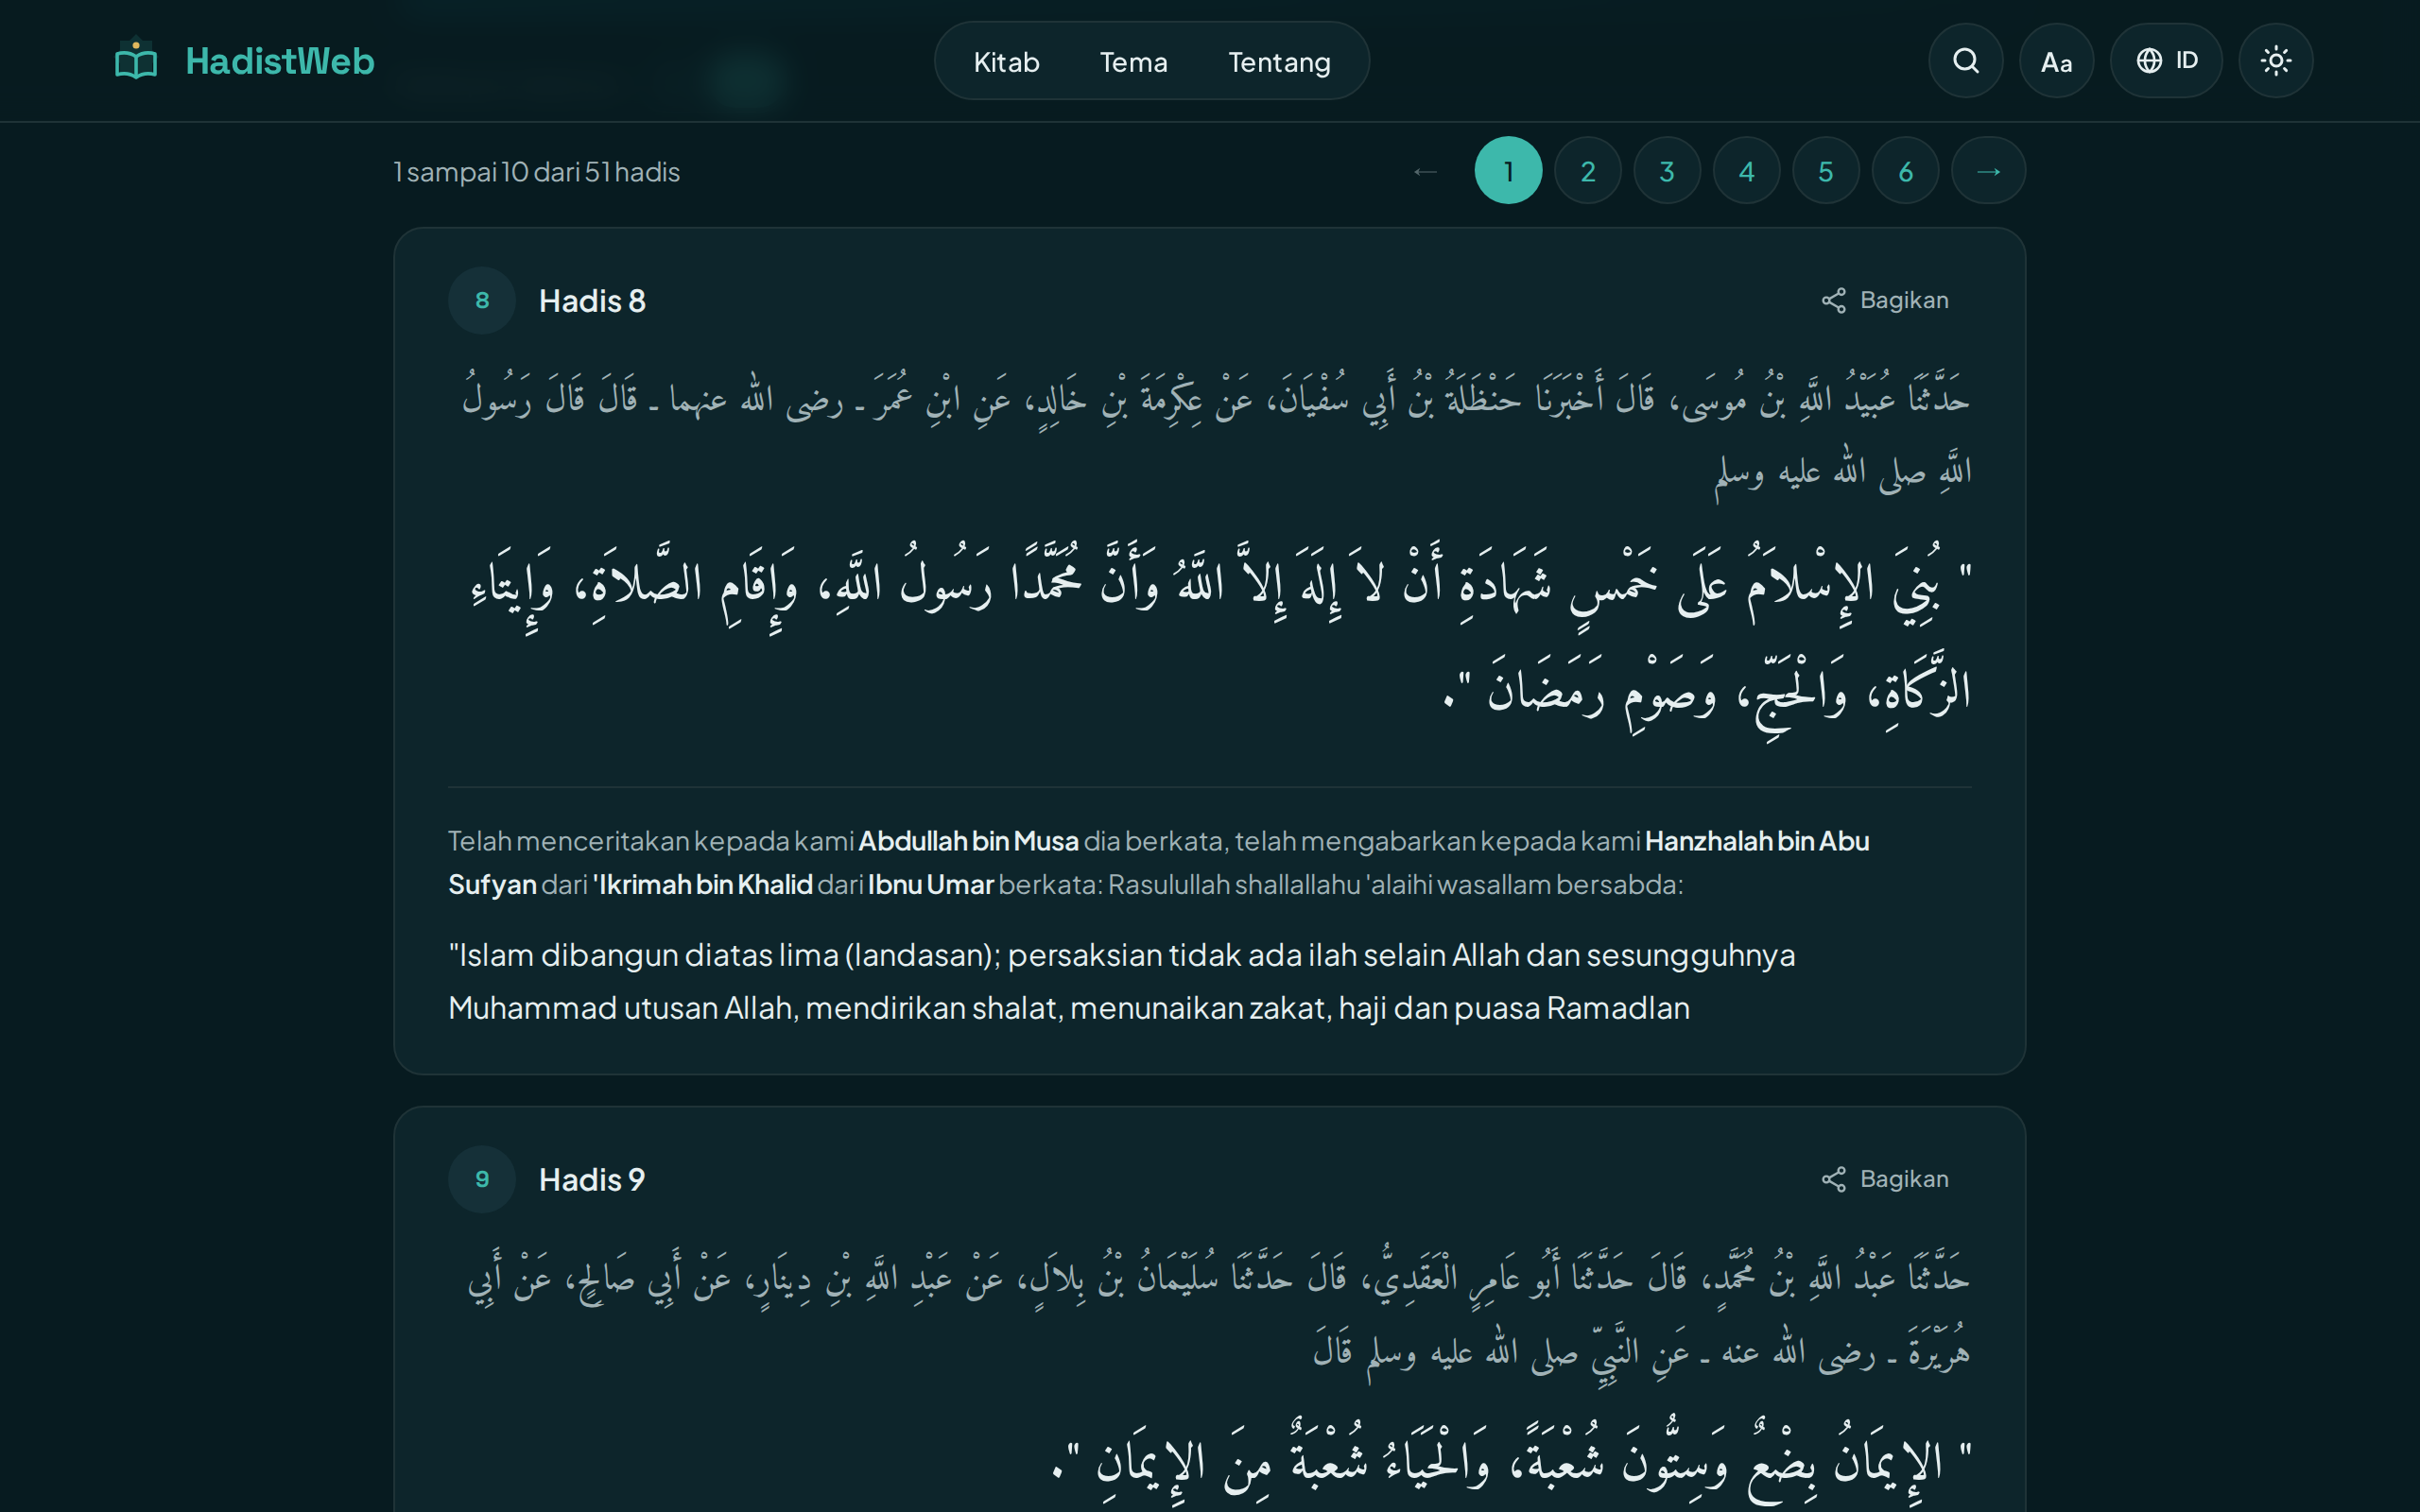 HadistWeb
Kitab Tema Tentang
Aa ID
1 sampai 10 dari 51 hadis
← 1 2 3 4 5 6 →
8 Hadis 8 Bagikan
حَدَّثَنَا عُبَيْدُ اللَّهِ بْنُ مُوسَى، قَالَ أَخْبَرَنَا حَنْظَلَةُ بْنُ أَبِي سُفْيَانَ، عَنْ عِكْرِمَةَ بْنِ خَالِدٍ، عَنِ ابْنِ عُمَرَ ـ رضى الله عنهما ـ قَالَ قَالَ رَسُولُ
اللَّهِ صلى الله عليه وسلم
" بُنِيَ الإِسْلاَمُ عَلَى خَمْسٍ شَهَادَةِ أَنْ لاَ إِلَهَ إِلاَّ اللَّهُ وَأَنَّ مُحَمَّدًا رَسُولُ اللَّهِ، وَإِقَامِ الصَّلاَةِ، وَإِيتَاءِ
الزَّكَاةِ، وَالْحَجِّ، وَصَوْمِ رَمَضَانَ ".
Telah menceritakan kepada kami Abdullah bin Musa dia berkata, telah mengabarkan kepada kami Hanzhalah bin Abu
Sufyan dari 'Ikrimah bin Khalid dari Ibnu Umar berkata: Rasulullah shallallahu 'alaihi wasallam bersabda:
"Islam dibangun diatas lima (landasan); persaksian tidak ada ilah selain Allah dan sesungguhnya
Muhammad utusan Allah, mendirikan shalat, menunaikan zakat, haji dan puasa Ramadlan
9 Hadis 9 Bagikan
حَدَّثَنَا عَبْدُ اللَّهِ بْنُ مُحَمَّدٍ، قَالَ حَدَّثَنَا أَبُو عَامِرٍ الْعَقَدِيُّ، قَالَ حَدَّثَنَا سُلَيْمَانُ بْنُ بِلاَلٍ، عَنْ عَبْدِ اللَّهِ بْنِ دِينَارٍ، عَنْ أَبِي صَالِحٍ، عَنْ أَبِي
هُرَيْرَةَ ـ رضى الله عنه ـ عَنِ النَّبِيِّ صلى الله عليه وسلم قَالَ
" الإِيمَانُ بِضْعٌ وَسِتُّونَ شُعْبَةً، وَالْحَيَاءُ شُعْبَةٌ مِنَ الإِيمَانِ ".